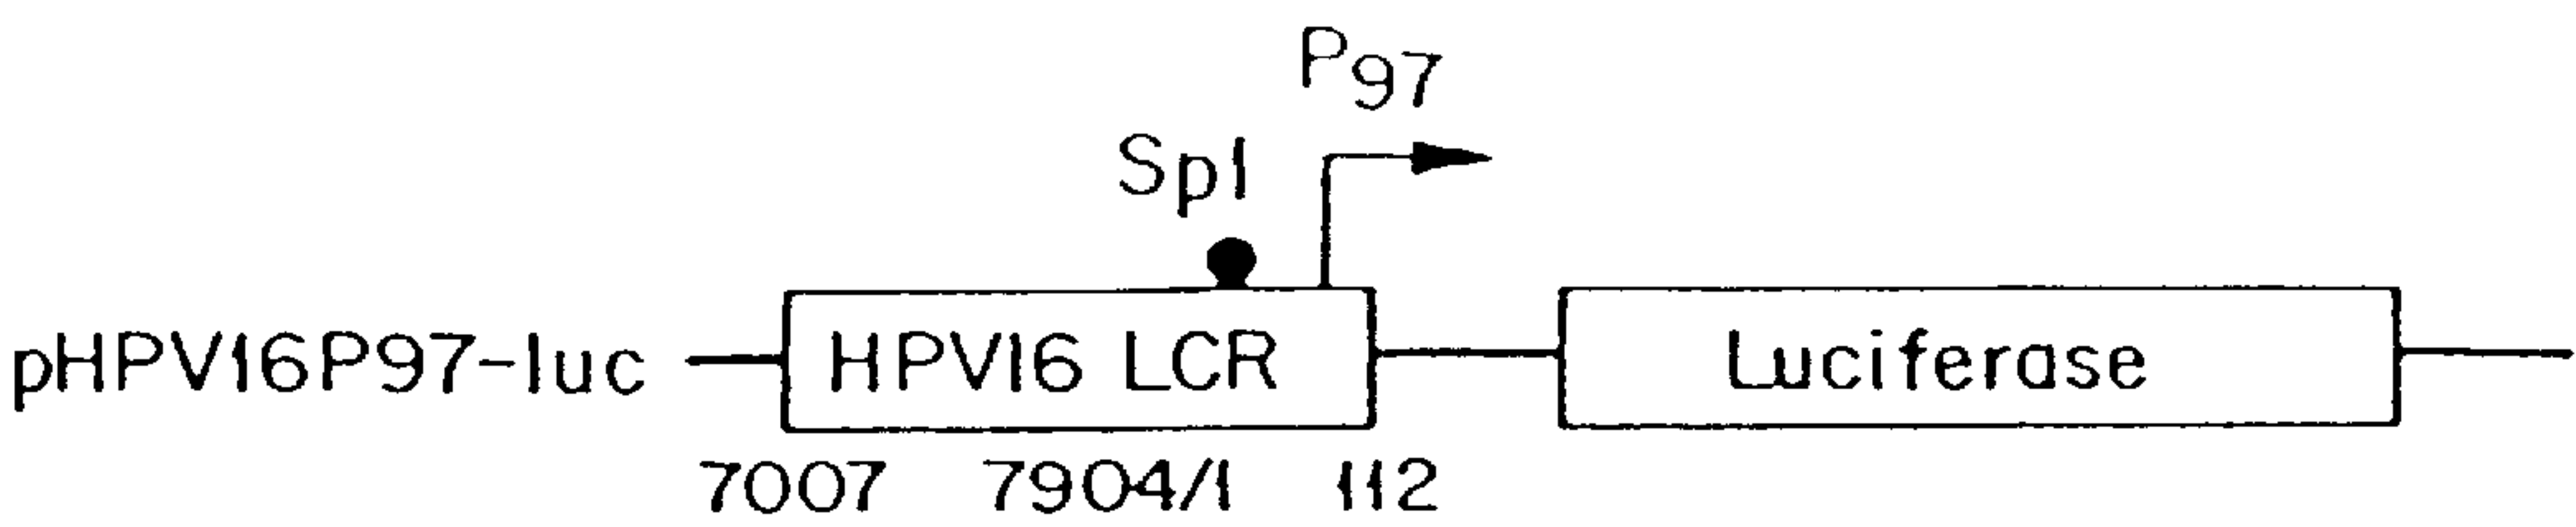 P97
Sp1
pHPV16P97-luc HPV16 LCR Luciferase
7007 7904/1 112